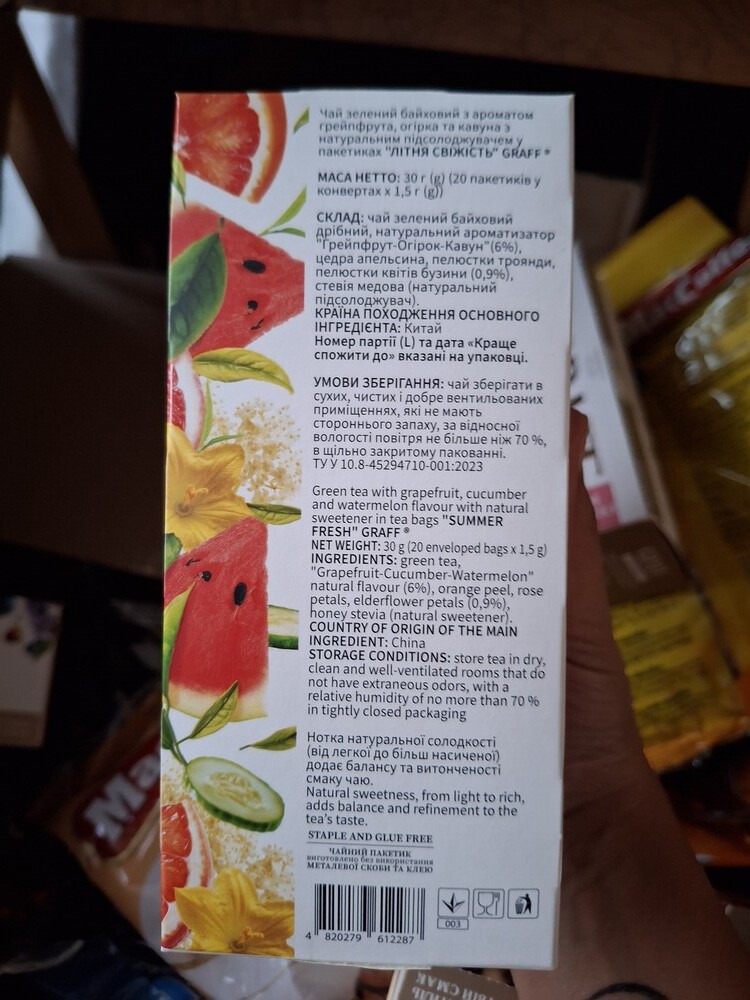 Чай зелений байховий з ароматом
грейпфрута, огірка та кавуна з
натуральним підсолоджувачем у
пакетиках "ЛІТНЯ СВІЖІСТЬ" GRAFF ®
МАСА НЕТТО: 30 г (g) (20 пакетиків у
конвертах х 1,5 г (g))
СКЛАД: чай зелений байховий
дрібний, натуральний ароматизатор
"Грейпфрут-Огірок-Кавун"(6%),
цедра апельсина, пелюстки троянди,
пелюстки квітів бузини (0,9%),
стевія медова (натуральний
підсолоджувач).
КРАЇНА ПОХОДЖЕННЯ ОСНОВНОГО
ІНГРЕДІЄНТА: Китай
Номер партії (L) та дата «Краще
спожити до» вказані на упаковці.
УМОВИ ЗБЕРІГАННЯ: чай зберігати в
сухих, чистих і добре вентильованих
приміщеннях, які не мають
стороннього запаху, за відносної
вологості повітря не більше ніж 70 %,
в щільно закритому пакованні.
ТУ У 10.8-45294710-001:2023
Green tea with grapefruit, cucumber
and watermelon flavour with natural
sweetener in tea bags "SUMMER
FRESH" GRAFF ®
NET WEIGHT: 30 g (20 enveloped bags x 1,5 g)
INGREDIENTS: green tea,
"Grapefruit-Cucumber-Watermelon"
natural flavour (6%), orange peel, rose
petals, elderflower petals (0,9%),
honey stevia (natural sweetener).
COUNTRY OF ORIGIN OF THE MAIN
INGREDIENT: China
STORAGE CONDITIONS: store tea in dry,
clean and well-ventilated rooms that do
not have extraneous odors, with a
relative humidity of no more than 70 %
in tightly closed packaging
Нотка натуральної солодкості
(від легкої до більш насиченої)
додає балансу та витонченості
смаку чаю.
Natural sweetness, from light to rich,
adds balance and refinement to the
tea's taste.
STAPLE AND GLUE FREE
ЧАЙНИЙ ПАКЕТИК
виготовлено без використання
МЕТАЛЕВОЇ СКОБИ ТА КЛЕЮ
4 820279 612287
003
MacCoffee
Ma